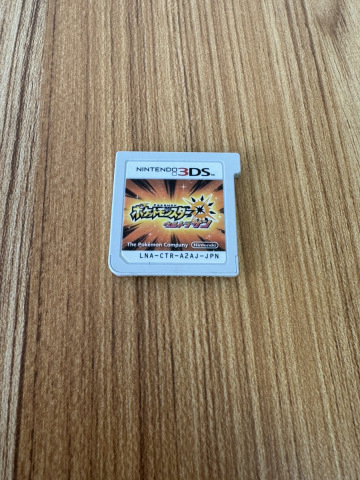 NINTENDO 3DS™
ポケットモンスター
ウルトラサン
The Pokémon Company Nintendo
LNA-CTR-A2AJ-JPN